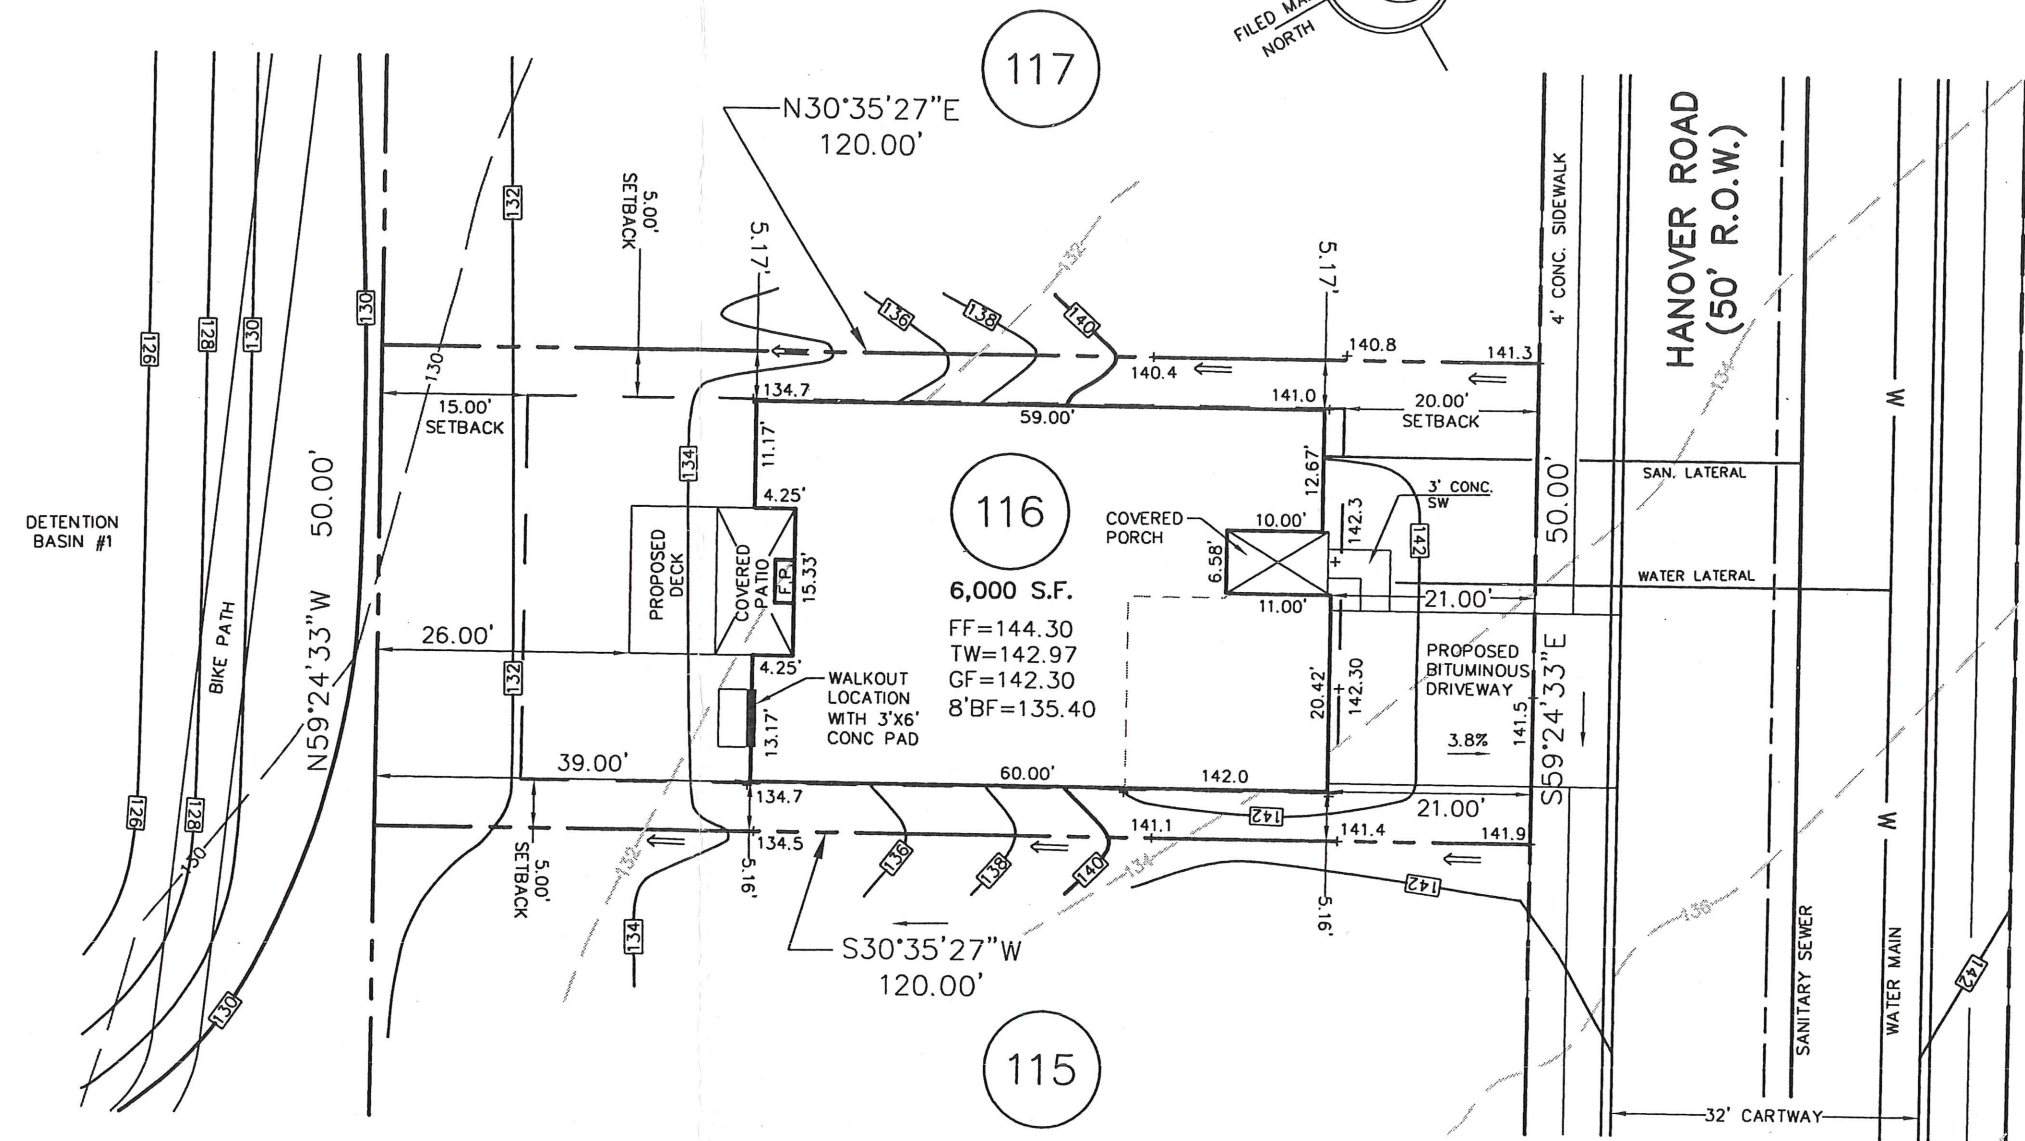 117
FILED MA
NORTH
N30°35'27"E
120.00'
HANOVER ROAD
(50' R.O.W.)
4' CONC. SIDEWALK
5.00'
SETBACK
5.17'
5.17'
132
130
126
128
130
130
132
136
138
140
134
W
140.8
141.3
140.4
134.7
141.0
59.00'
15.00'
SETBACK
20.00'
SETBACK
134
11.17'
12.67'
50.00'
50.00'
SAN. LATERAL
4.25'
116
3' CONC.
SW
142.3
142
10.00'
COVERED
PORCH
6.58'
11.00'
DETENTION
BASIN #1
PROPOSED
DECK
COVERED
PATIO
F.P.
15.33'
6,000 S.F.
FF=144.30
TW=142.97
GF=142.30
8'BF=135.40
WATER LATERAL
21.00'
26.00'
BIKE PATH
N59°24'33"W
132
4.25'
WALKOUT
LOCATION
WITH 3'X6'
CONC PAD
13.17'
20.42'
142.30
PROPOSED
BITUMINOUS
DRIVEWAY
141.5
3.8%
S59°24'33"E
39.00'
60.00'
142.0
134.7
21.00'
142
126
128
130
134.5
141.1
141.4
141.9
W
5.00'
SETBACK
132
5.16'
136
138
140
134
142
5.16'
134
136
S30°35'27"W
120.00'
130
142
SANITARY SEWER
WATER MAIN
115
32' CARTWAY